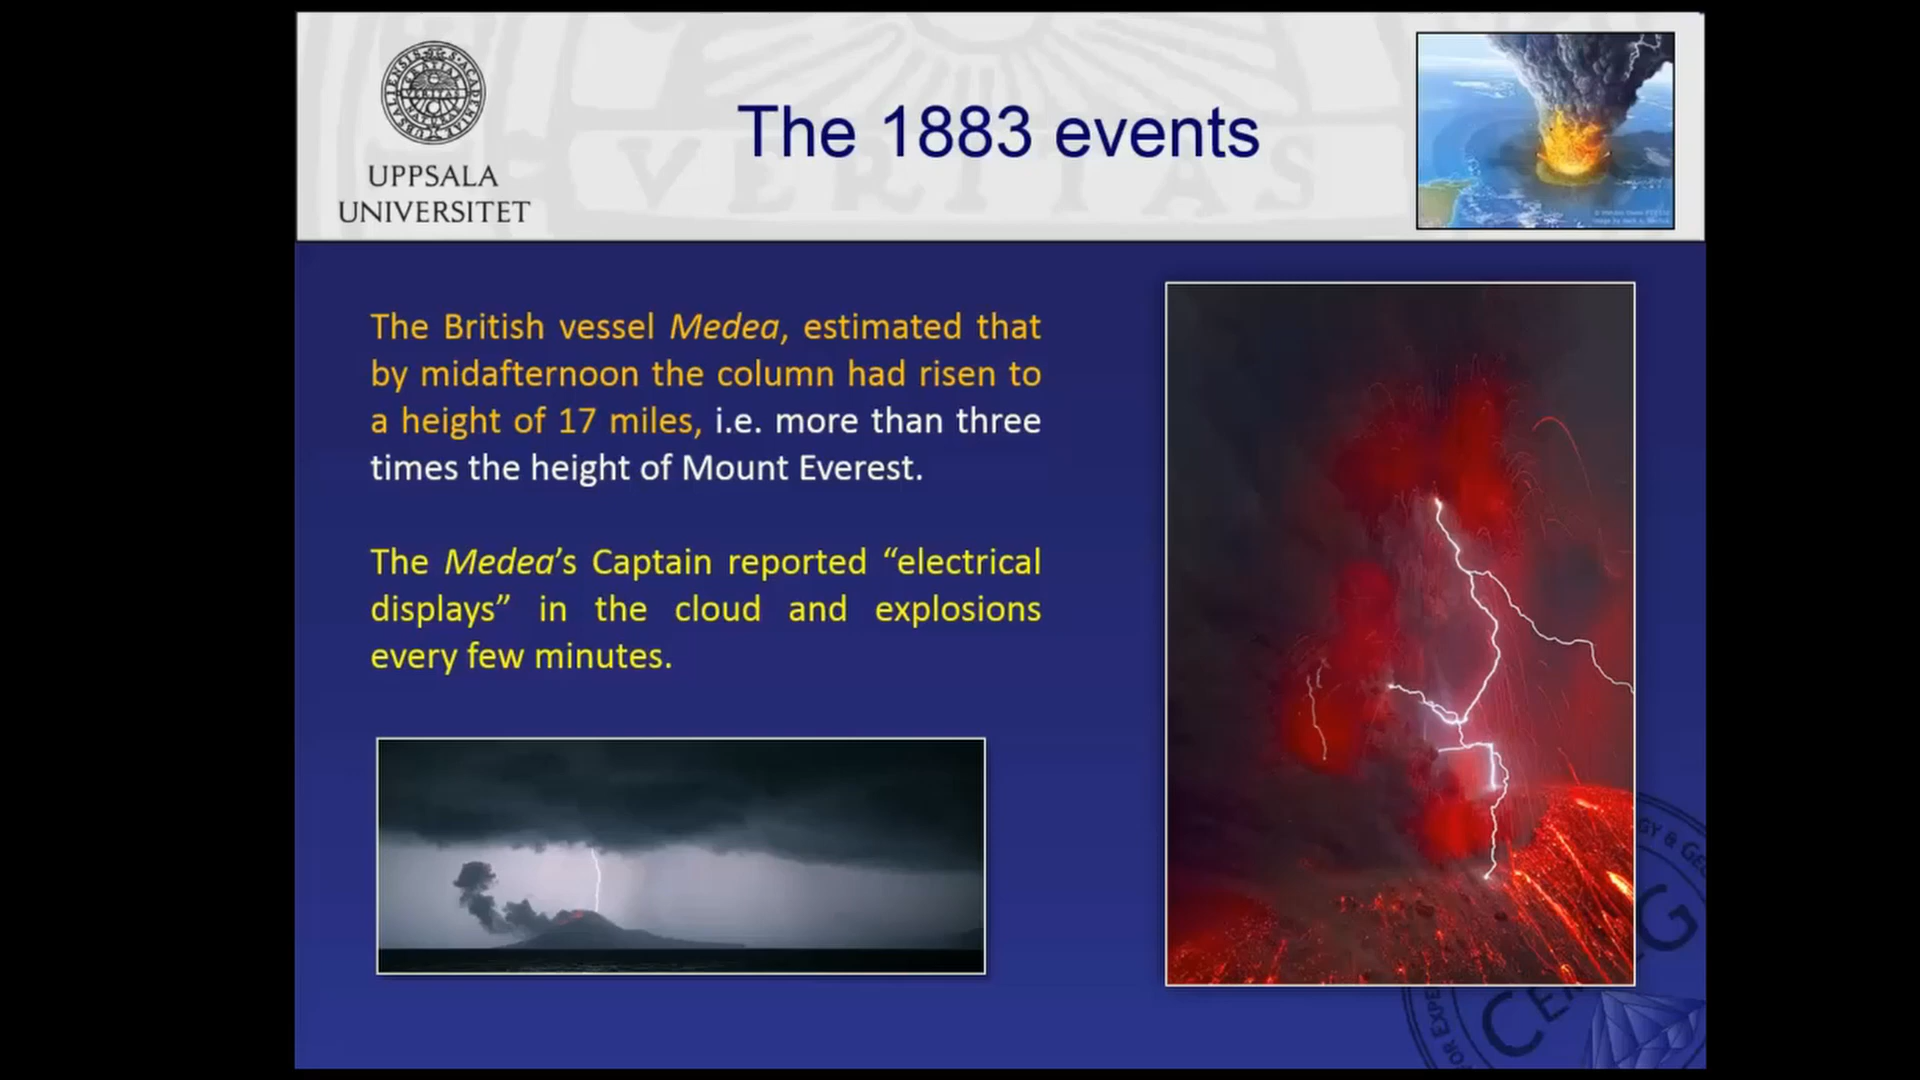 UPPSALA
UNIVERSITET
The 1883 events
The British vessel Medea, estimated that
by midafternoon the column had risen to
a height of 17 miles, i.e. more than three
times the height of Mount Everest.
The Medea’s Captain reported “electrical
displays” in the cloud and explosions
every few minutes.
VERITAS